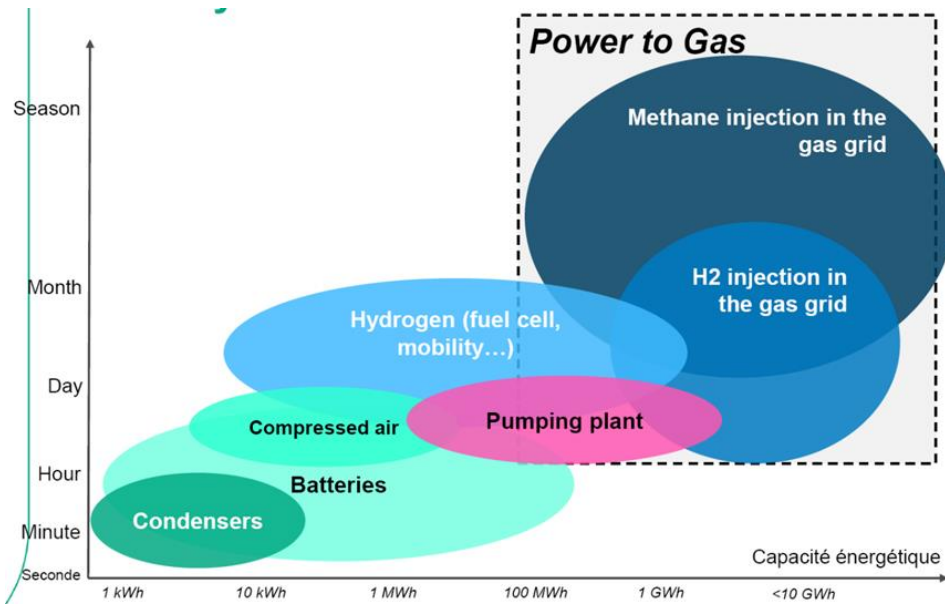 Power to Gas
Season
Methane injection in the
gas grid
Month
H2 injection in
the gas grid
Hydrogen (fuel cell,
mobility…)
Day
Compressed air
Pumping plant
Hour
Batteries
Condensers
Minute
Capacité énergétique
Seconde
1 kWh
10 kWh
1 MWh
100 MWh
1 GWh
<10 GWh